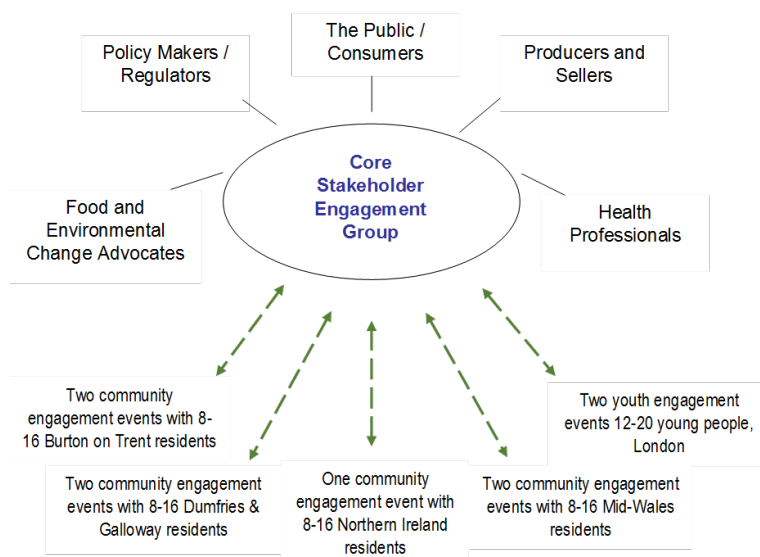 Policy Makers /
Regulators
The Public /
Consumers
Producers and
Sellers
Core
Stakeholder
Engagement
Group
Food and
Environmental
Change Advocates
Health
Professionals
Two community
engagement events with 8-
16 Burton on Trent residents
Two community engagement
events with 8-16 Dumfries &
Galloway residents
One community
engagement event with
8-16 Northern Ireland
residents
Two community engagement
events with 8-16 Mid-Wales
residents
Two youth engagement
events 12-20 young people,
London